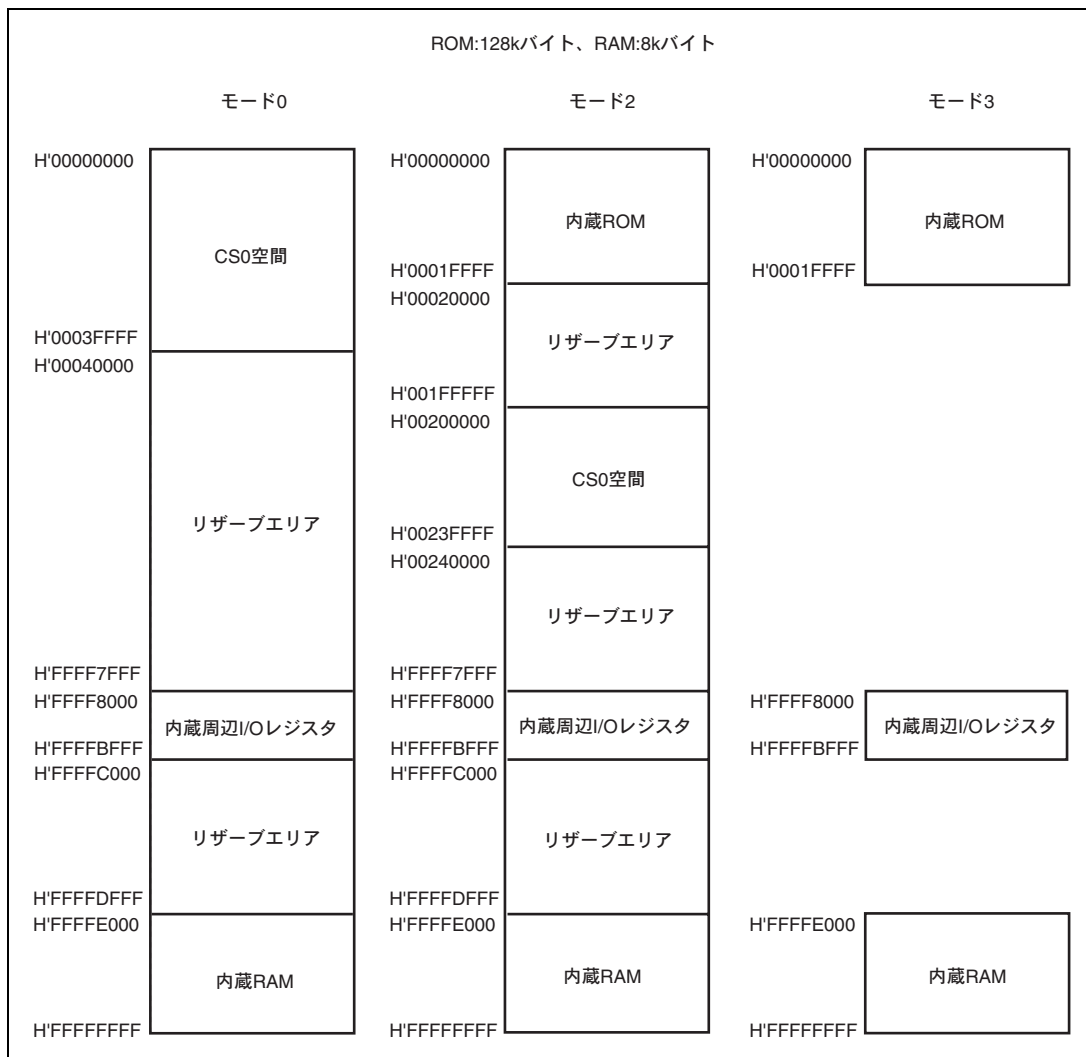 ROM:128kバイト、RAM:8kバイト
モード0
H'00000000
CS0空間
H'0003FFFF
H'00040000
リザーブエリア
H'FFFF7FFF
H'FFFF8000
内蔵周辺I/Oレジスタ
H'FFFFBFFF
H'FFFFC000
リザーブエリア
H'FFFFDFFF
H'FFFFE000
内蔵RAM
H'FFFFFFFF
モード2
H'00000000
内蔵ROM
H'0001FFFF
H'00020000
リザーブエリア
H'001FFFFF
H'00200000
CS0空間
H'0023FFFF
H'00240000
リザーブエリア
H'FFFF7FFF
H'FFFF8000
内蔵周辺I/Oレジスタ
H'FFFFBFFF
H'FFFFC000
リザーブエリア
H'FFFFDFFF
H'FFFFE000
内蔵RAM
H'FFFFFFFF
モード3
H'00000000
内蔵ROM
H'0001FFFF
H'FFFF8000
内蔵周辺I/Oレジスタ
H'FFFFBFFF
H'FFFFE000
内蔵RAM
H'FFFFFFFF